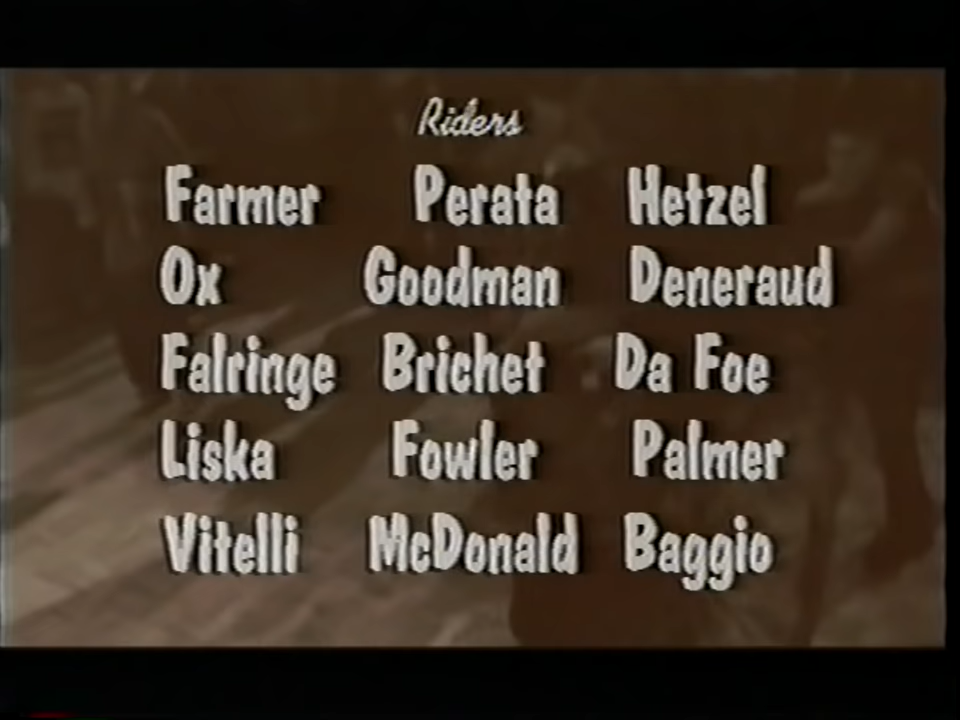 Riders
Farmer Perata Hetzel
Ox Goodman Deneraud
Falringe Brichet Da Foe
Liska Fowler Palmer
Vitelli McDonald Baggio